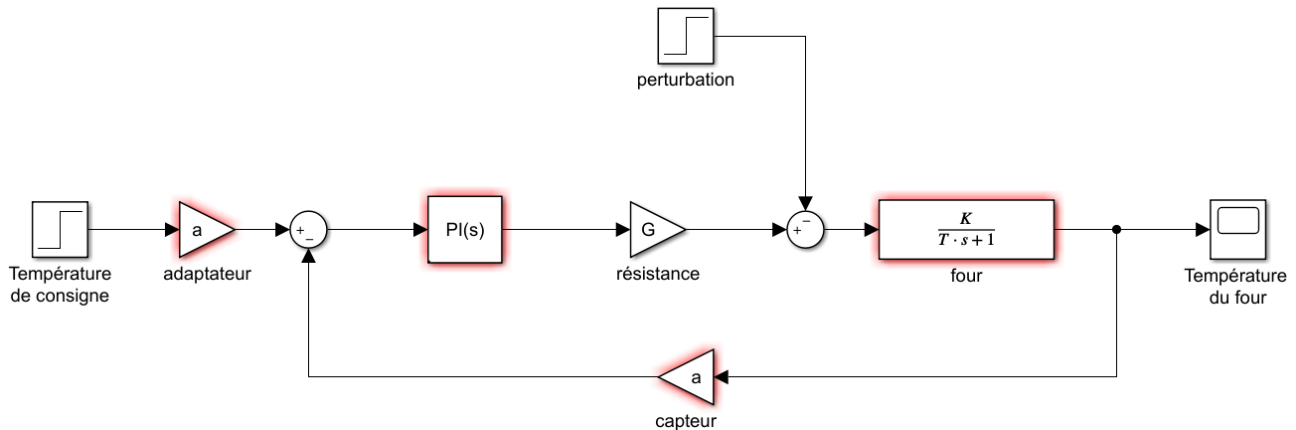 perturbation
Température
de consigne
a
adaptateur
+
−
PI(s)
G
résistance
+
−
K
T · s + 1
four
Température
du four
a
capteur